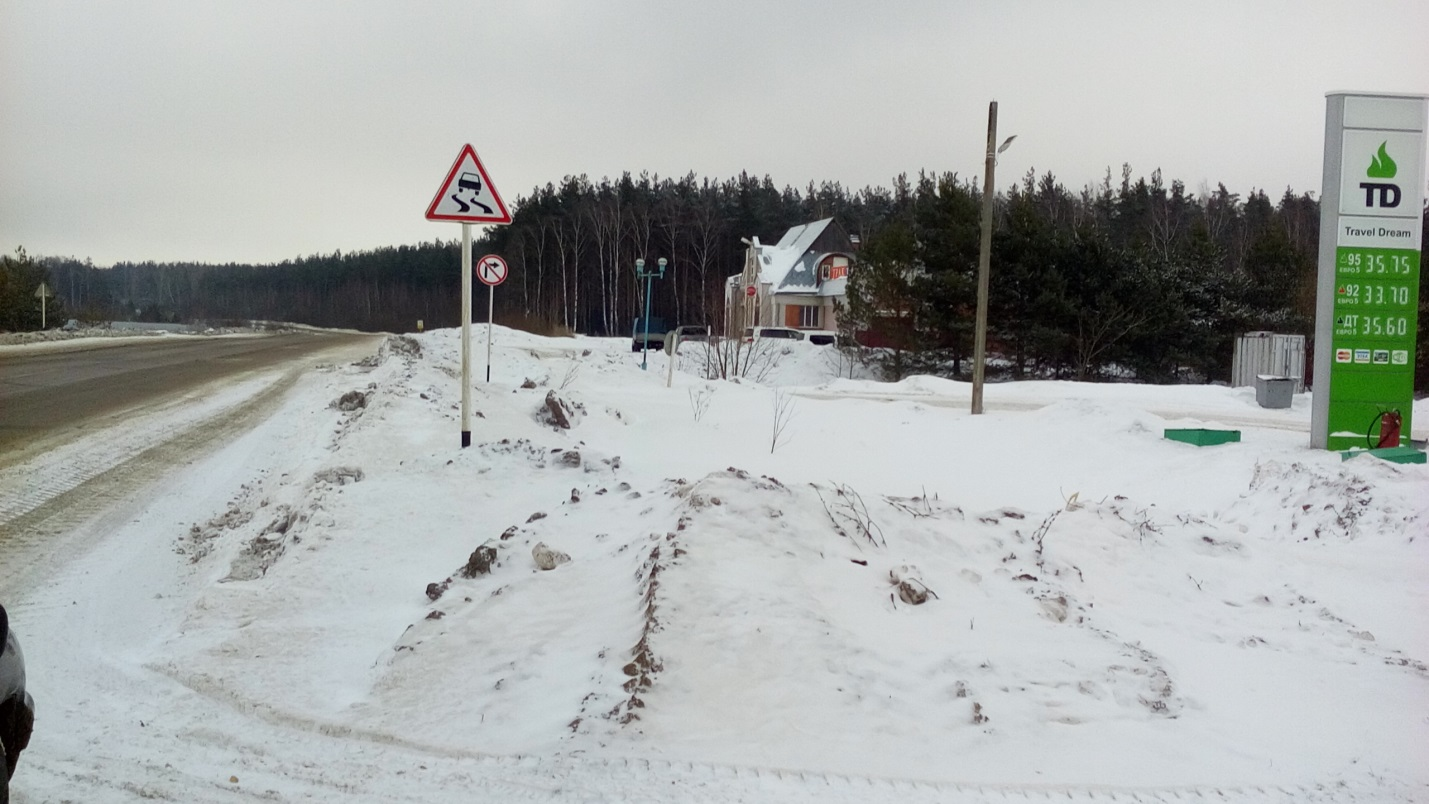 TD
Travel Dream
95 35.75
ЕВРО 5
92 33.70
ЕВРО 5
ДТ 35.60
ЕВРО 5